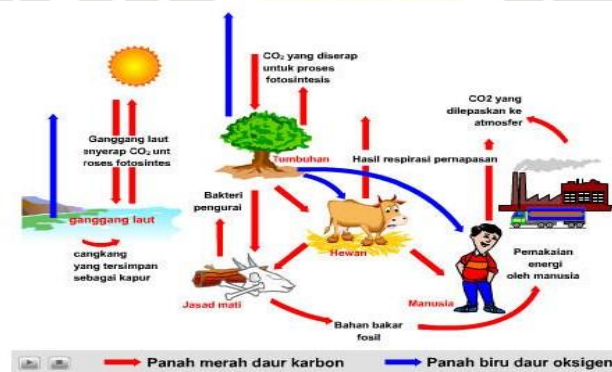 CO₂ yang diserap
untuk proses
fotosintesis
CO2 yang
dilepaskan ke
atmosfer
Ganggang laut
enyerap CO₂ unt
roses fotosintes
Tumbuhan
Hasil respirasi pernapasan
Bakteri
pengurai
ganggang laut
cangkang
yang tersimpan
sebagai kapur
Hewan
Pemakaian
energi
oleh manusia
Jasad mati
Manusia
Bahan bakar
fosil
Panah merah daur karbon
Panah biru daur oksigen